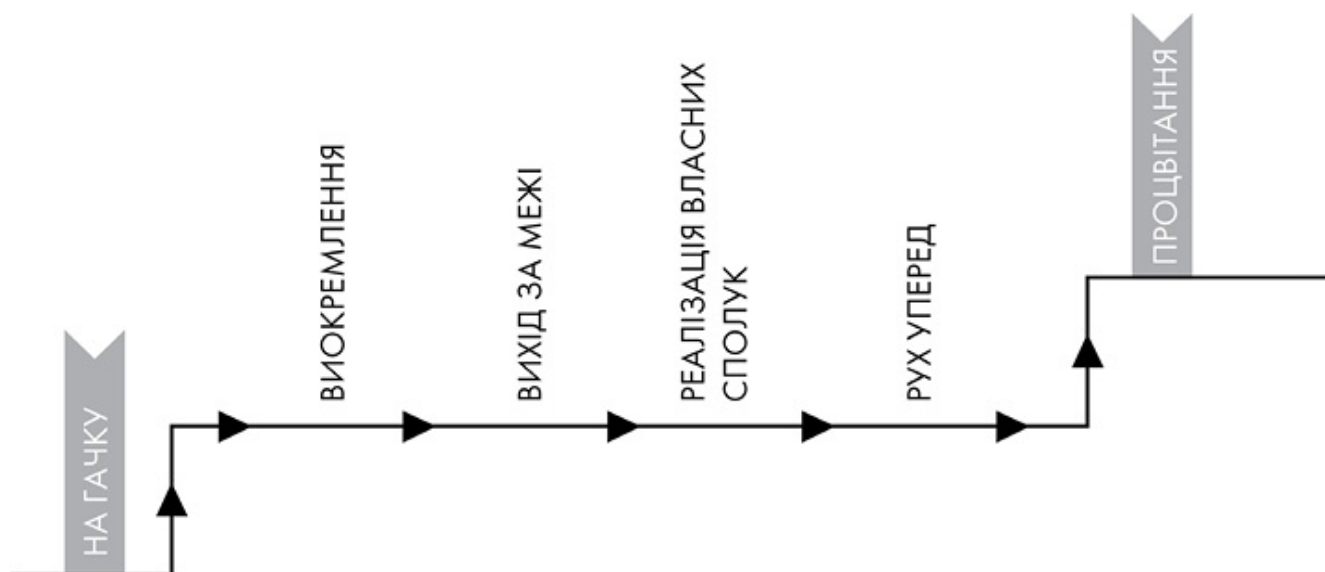 НА ГАЧКУ
ВИОКРЕМЛЕННЯ
ВИХІД ЗА МЕЖІ
РЕАЛІЗАЦІЯ ВЛАСНИХ
СПОЛУК
РУХ УПЕРЕД
ПРОЦВІТАННЯ